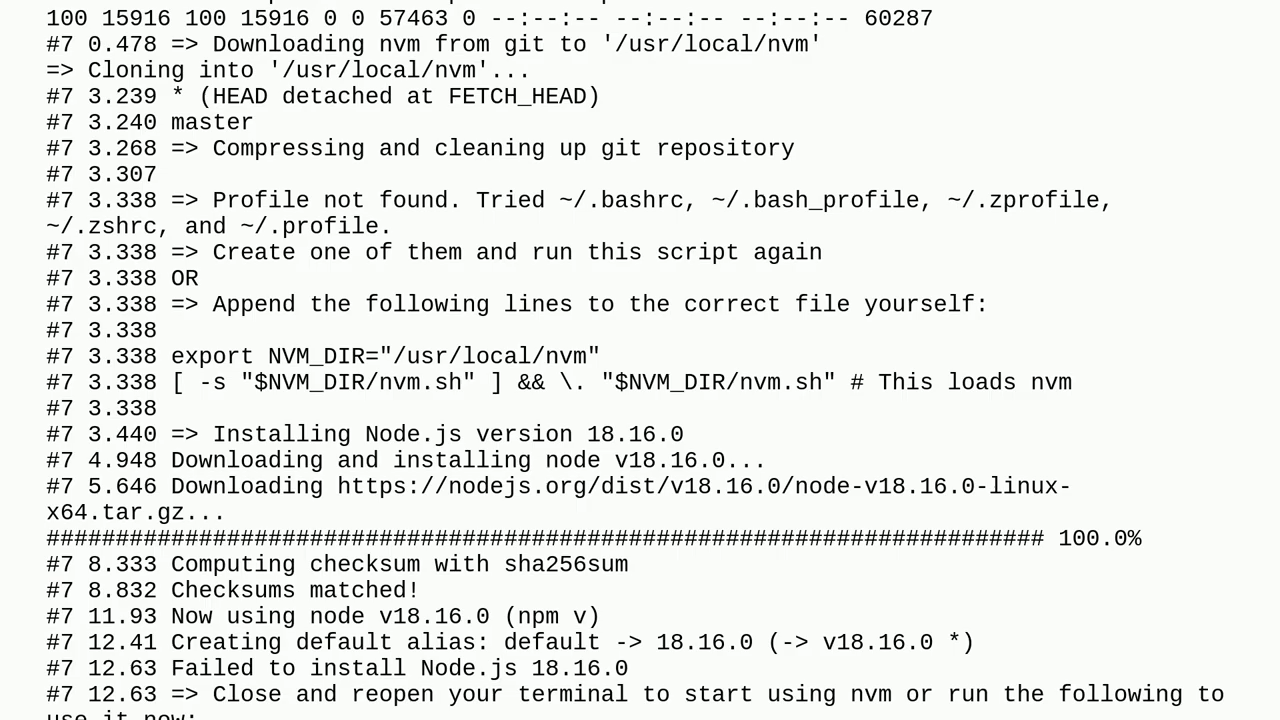 100 15916 100 15916 0 0 57463 0 --:--:-- --:--:-- --:--:-- 60287
#7 0.478 => Downloading nvm from git to '/usr/local/nvm'
=> Cloning into '/usr/local/nvm'...
#7 3.239 * (HEAD detached at FETCH_HEAD)
#7 3.240 master
#7 3.268 => Compressing and cleaning up git repository
#7 3.307
#7 3.338 => Profile not found. Tried ~/.bashrc, ~/.bash_profile, ~/.zprofile,
~/.zshrc, and ~/.profile.
#7 3.338 => Create one of them and run this script again
#7 3.338 OR
#7 3.338 => Append the following lines to the correct file yourself:
#7 3.338
#7 3.338 export NVM_DIR="/usr/local/nvm"
#7 3.338 [ -s "$NVM_DIR/nvm.sh" ] && \. "$NVM_DIR/nvm.sh" # This loads nvm
#7 3.338
#7 3.440 => Installing Node.js version 18.16.0
#7 4.948 Downloading and installing node v18.16.0...
#7 5.646 Downloading https://nodejs.org/dist/v18.16.0/node-v18.16.0-linux-
x64.tar.gz...
######################################################################## 100.0%
#7 8.333 Computing checksum with sha256sum
#7 8.832 Checksums matched!
#7 11.93 Now using node v18.16.0 (npm v)
#7 12.41 Creating default alias: default -> 18.16.0 (-> v18.16.0 *)
#7 12.63 Failed to install Node.js 18.16.0
#7 12.63 => Close and reopen your terminal to start using nvm or run the following to
use it now: